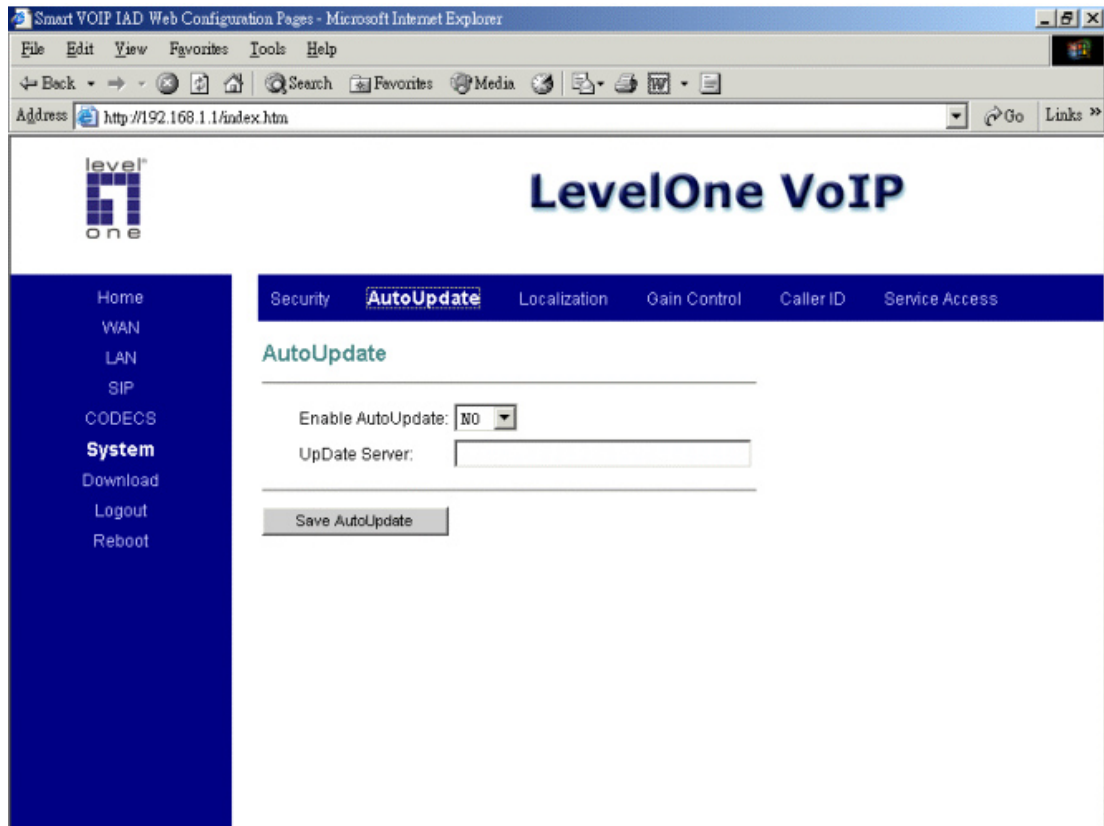 Smart VOIP IAD Web Configuration Pages - Microsoft Internet Explorer
File Edit View Favorites Tools Help
Back Search Favorites Media
Address http://192.168.1.1/index.htm Go Links »
level one
LevelOne VoIP
Home
WAN
LAN
SIP
CODECS
System
Download
Logout
Reboot
Security AutoUpdate Localization Gain Control Caller ID Service Access
AutoUpdate
Enable AutoUpdate: NO
UpDate Server:
Save AutoUpdate